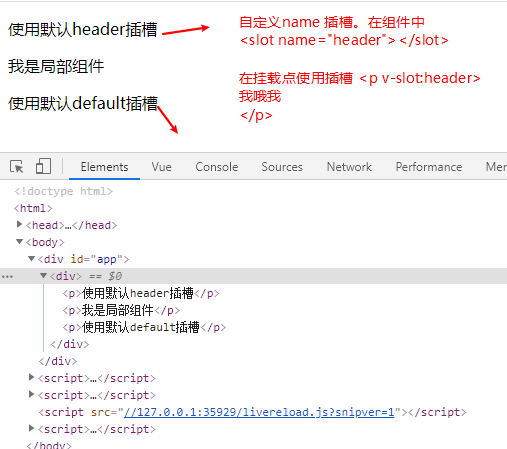 使用默认header插槽
我是局部组件
使用默认default插槽
自定义name 插槽。在组件中
<slot name="header"></slot>
在挂载点使用插槽 <p v-slot:header>
我哦我
</p>
Elements Vue Console Sources Network Performance Mer
<!doctype html>
<html>
<head>…</head>
<body>
<div id="app">
… <div> == $0
<p>使用默认header插槽</p>
<p>我是局部组件</p>
<p>使用默认default插槽</p>
</div>
</div>
<script>…</script>
<script>…</script>
<script src="//127.0.0.1:35929/livereload.js?snipver=1"></script>
<script>…</script>
</body>